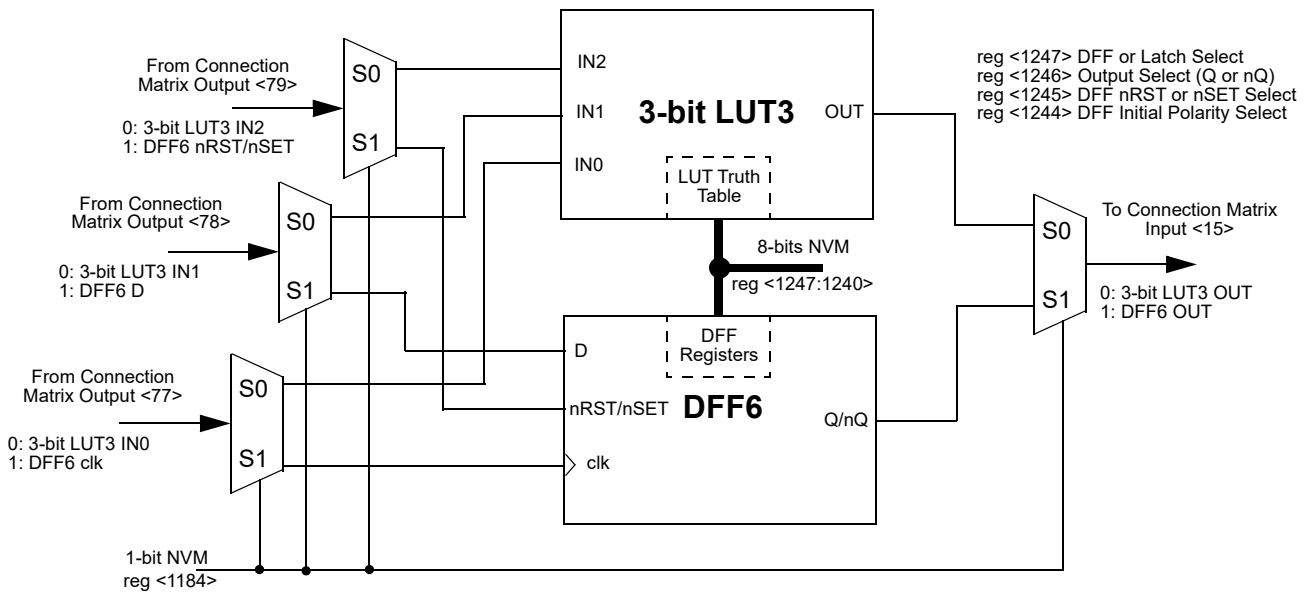 From Connection
Matrix Output <79>
0: 3-bit LUT3 IN2
1: DFF6 nRST/nSET
S0
S1
From Connection
Matrix Output <78>
0: 3-bit LUT3 IN1
1: DFF6 D
S0
S1
From Connection
Matrix Output <77>
0: 3-bit LUT3 IN0
1: DFF6 clk
S0
S1
IN2
IN1
IN0
3-bit LUT3
OUT
LUT Truth
Table
8-bits NVM
reg <1247:1240>
DFF
Registers
D
nRST/nSET
clk
DFF6
Q/nQ
reg <1247> DFF or Latch Select
reg <1246> Output Select (Q or nQ)
reg <1245> DFF nRST or nSET Select
reg <1244> DFF Initial Polarity Select
S0
S1
To Connection Matrix
Input <15>
0: 3-bit LUT3 OUT
1: DFF6 OUT
1-bit NVM
reg <1184>